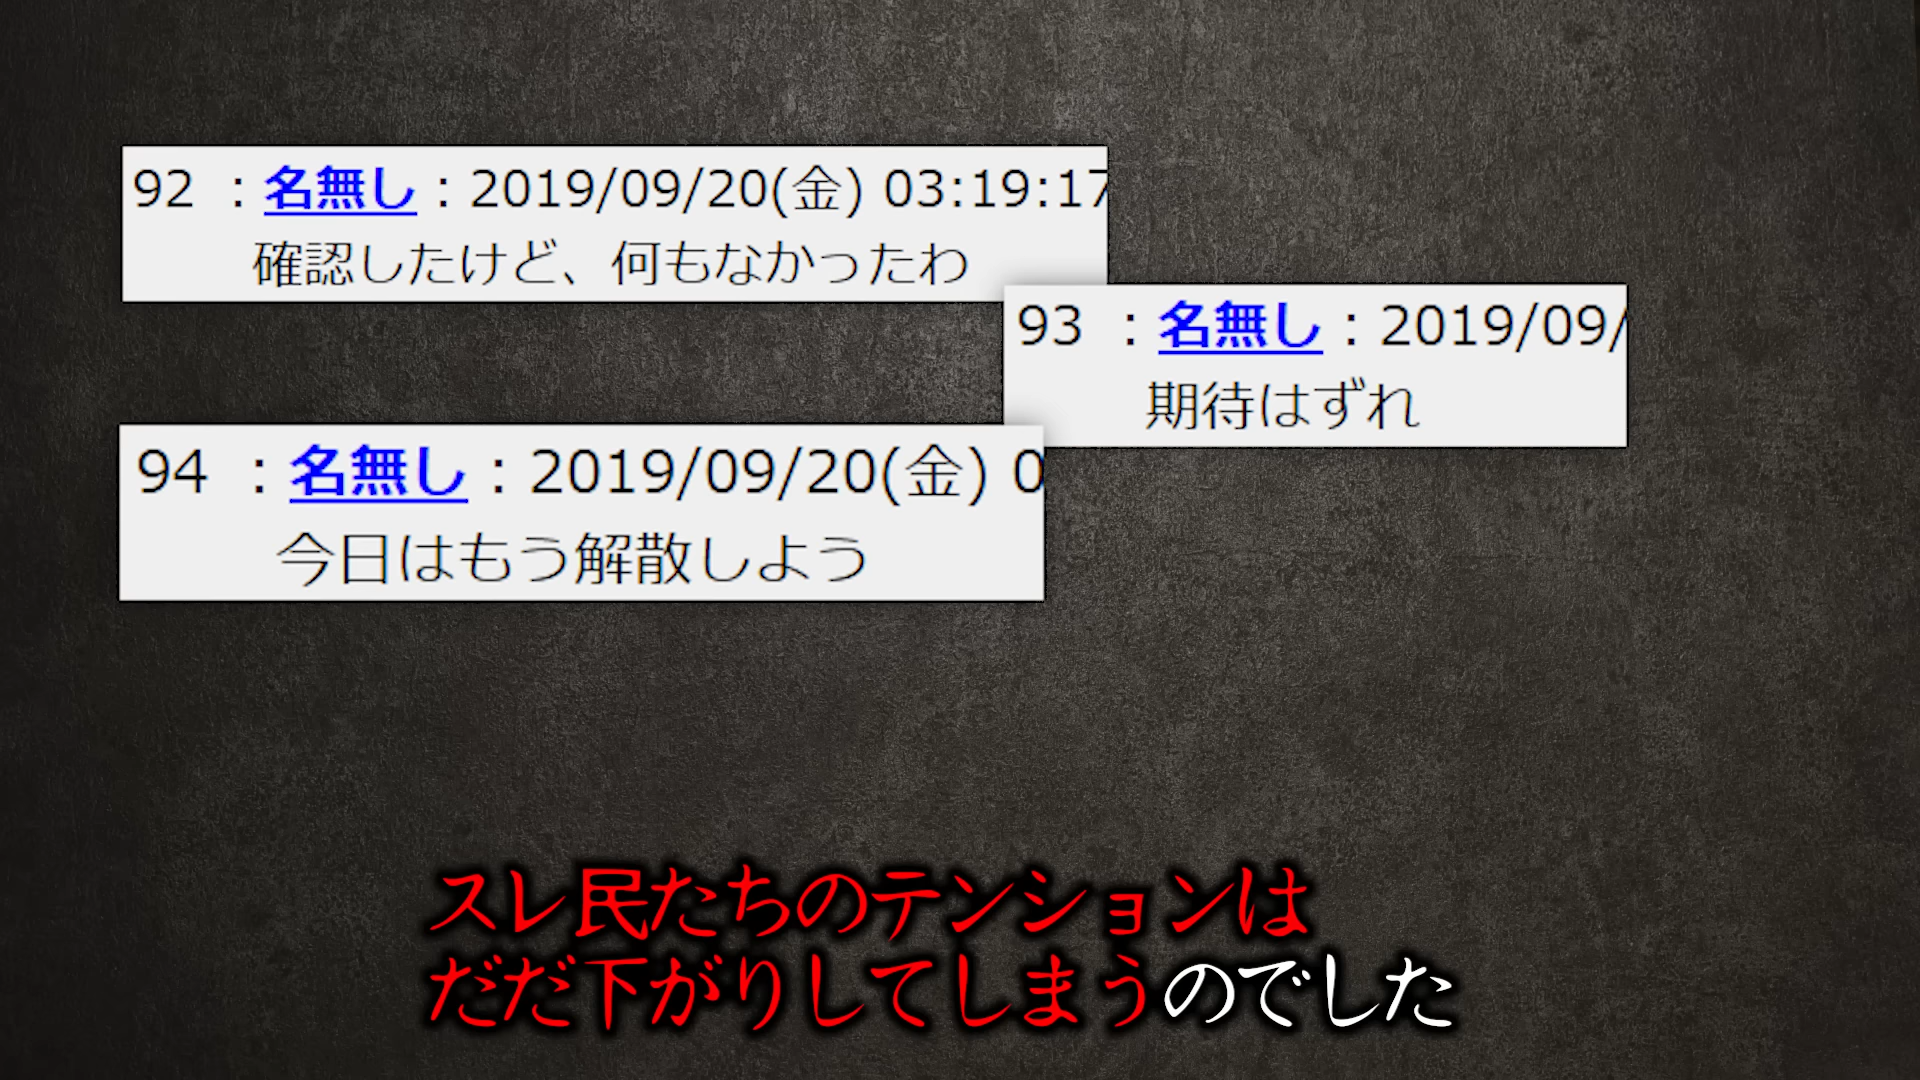 92 ：名無し：2019/09/20(金) 03:19:17
確認したけど、何もなかったわ
93 ：名無し：2019/09/
期待はずれ
94 ：名無し：2019/09/20(金) 0
今日はもう解散しよう
スレ民たちのテンションは
だだ下がりしてしまうのでした